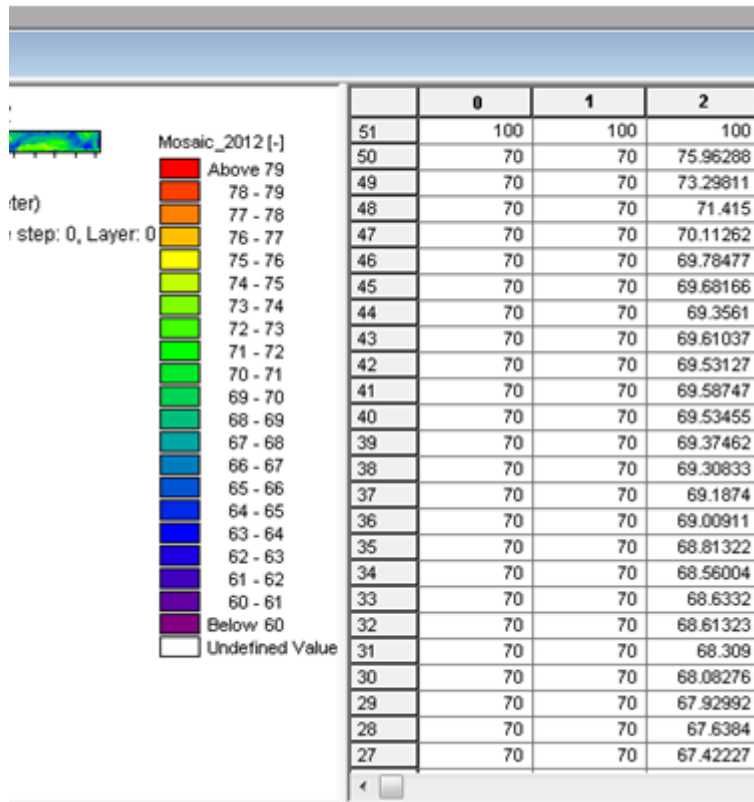 Mosaic_2012 [-]
Above 79
78 - 79
77 - 78
76 - 77
75 - 76
74 - 75
73 - 74
72 - 73
71 - 72
70 - 71
69 - 70
68 - 69
67 - 68
66 - 67
65 - 66
64 - 65
63 - 64
62 - 63
61 - 62
60 - 61
Below 60
Undefined Value
ter)
step: 0, Layer: 0
0 1 2
51 100 100 100
50 70 70 75.96288
49 70 70 73.29811
48 70 70 71.415
47 70 70 70.11262
46 70 70 69.78477
45 70 70 69.68166
44 70 70 69.3561
43 70 70 69.61037
42 70 70 69.53127
41 70 70 69.58747
40 70 70 69.53455
39 70 70 69.37462
38 70 70 69.30833
37 70 70 69.1874
36 70 70 69.00911
35 70 70 68.81322
34 70 70 68.56004
33 70 70 68.6332
32 70 70 68.61323
31 70 70 68.309
30 70 70 68.08276
29 70 70 67.92992
28 70 70 67.6384
27 70 70 67.42227